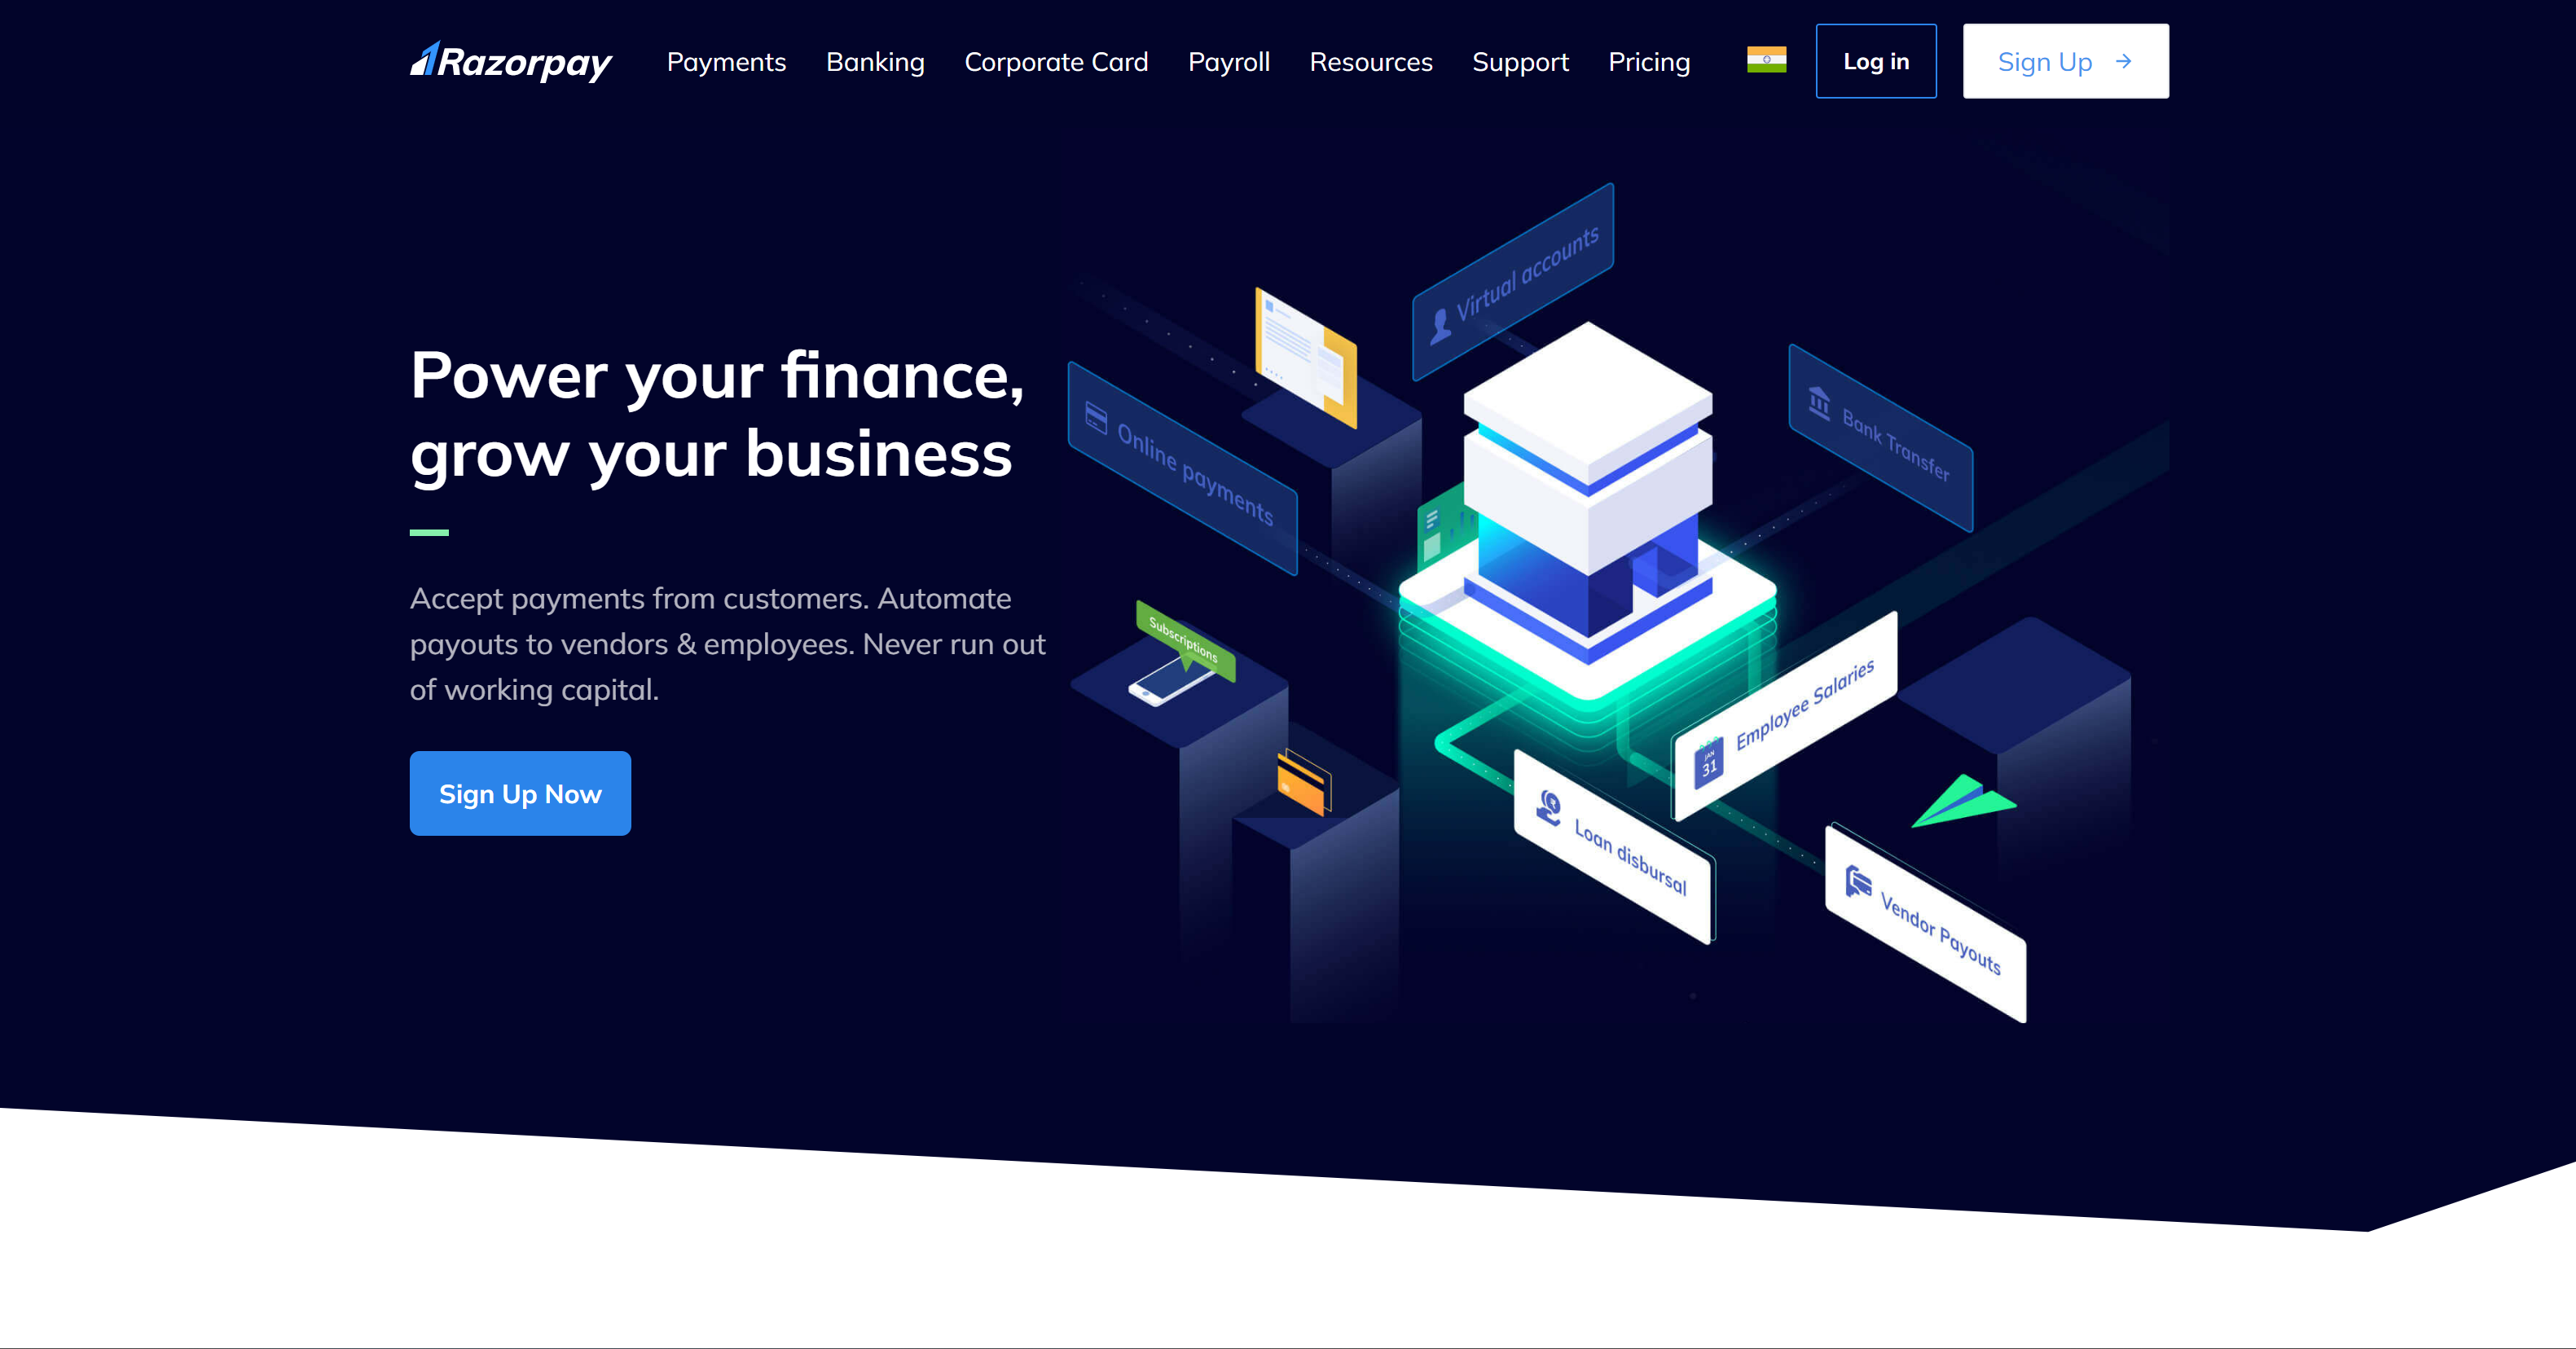 Razorpay
Payments
Banking
Corporate Card
Payroll
Resources
Support
Pricing
Log in
Sign Up
Power your finance,
grow your business
Accept payments from customers. Automate
payouts to vendors & employees. Never run out
of working capital.
Sign Up Now
Virtual accounts
Bank Transfer
Online payments
Subscriptions
Employee Salaries
JAN
31
Loan disbursal
Vendor Payouts